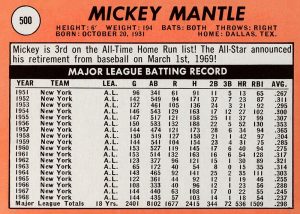 500
MICKEY MANTLE
HEIGHT: 6' WEIGHT: 194 BATS: BOTH THROWS: RIGHT
BORN: OCTOBER 20, 1931 HOME: DALLAS, TEX.
Mickey is 3rd on the All-Time Home Run list! The All-Star announced
his retirement from baseball on March 1st, 1969!
MAJOR LEAGUE BATTING RECORD
YEAR TEAM LEA. G AB R H 2B 3B HR RBI AVG.
1951 New York A.L. 96 341 61 91 11 5 13 65 .267
1952 New York A.L. 142 549 94 171 37 7 23 87 .311
1953 New York A.L. 127 461 105 136 24 3 21 92 .295
1954 New York A.L. 146 543 129 163 17 12 27 102 .300
1955 New York A.L. 147 517 121 158 25 11 37 99 .306
1956 New York A.L. 150 533 132 188 22 5 52 130 .353
1957 New York A.L. 144 474 121 173 28 6 34 94 .365
1958 New York A.L. 150 519 127 158 21 1 42 97 .304
1959 New York A.L. 144 541 104 154 23 4 31 75 .285
1960 New York A.L. 153 527 119 145 17 6 40 94 .275
1961 New York A.L. 153 514 132 163 16 6 54 128 .317
1962 New York A.L. 123 377 96 121 15 1 30 89 .321
1963 New York A.L. 65 172 40 54 8 0 15 35 .314
1964 New York A.L. 143 465 92 141 25 2 35 111 .303
1965 New York A.L. 122 361 44 92 12 1 19 46 .255
1966 New York A.L. 108 333 40 96 12 1 23 56 .288
1967 New York A.L. 144 440 63 108 17 0 22 55 .245
1968 New York A.L. 144 435 57 103 14 1 18 54 .237
Major League Totals 18 Yrs. 2401 8102 1677 2415 344 72 536 .298